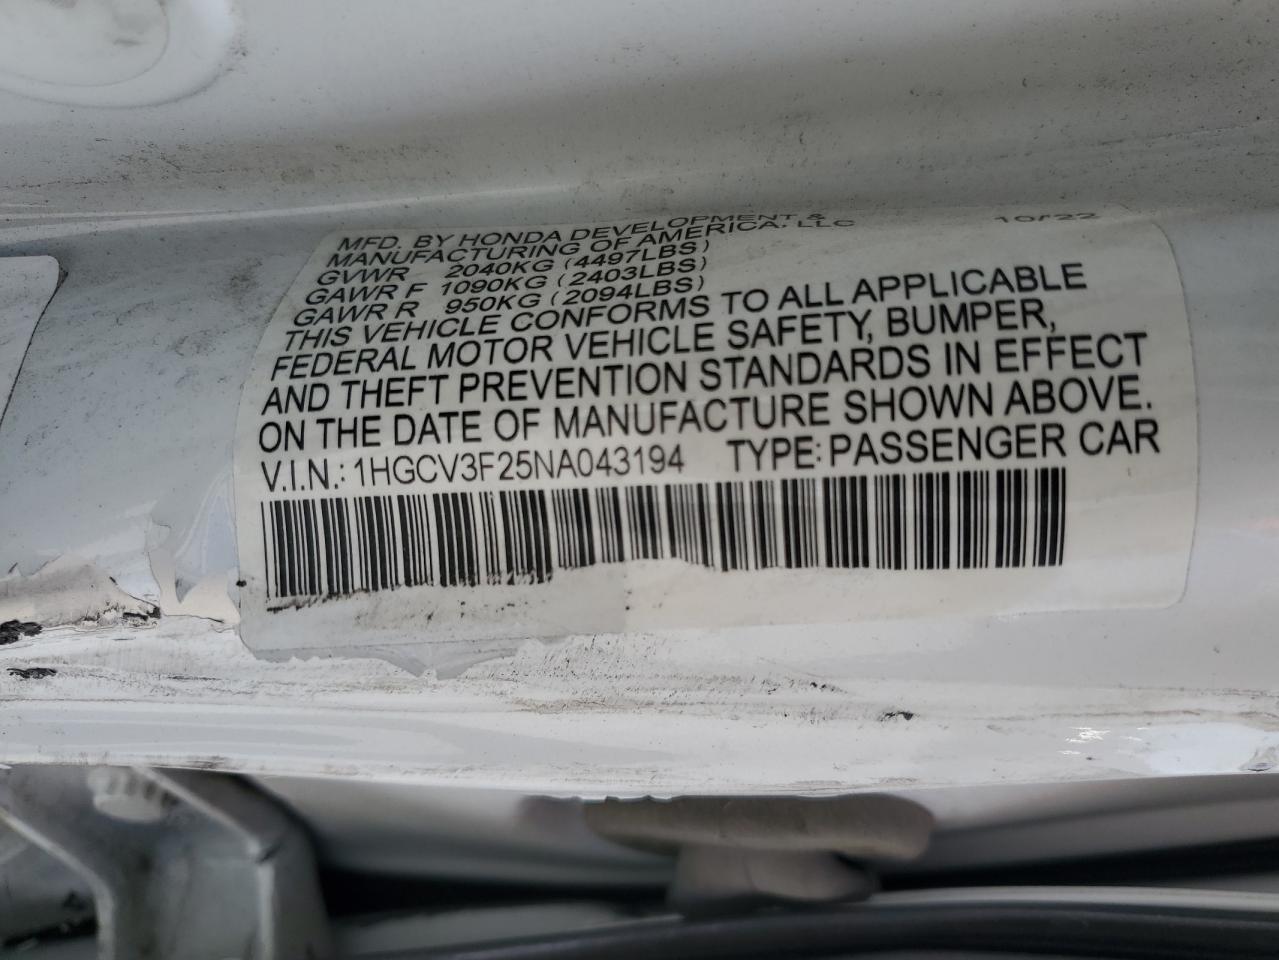 MFD. BY HONDA DEVELOPMENT & 10/22
MANUFACTURING OF AMERICA, LLC
GVWR 2040KG (4497LBS)
GAWR F 1090KG (2403LBS)
GAWR R 950KG (2094LBS)
THIS VEHICLE CONFORMS TO ALL APPLICABLE
FEDERAL MOTOR VEHICLE SAFETY, BUMPER,
AND THEFT PREVENTION STANDARDS IN EFFECT
ON THE DATE OF MANUFACTURE SHOWN ABOVE.
V.I.N.: 1HGCV3F25NA043194 TYPE: PASSENGER CAR